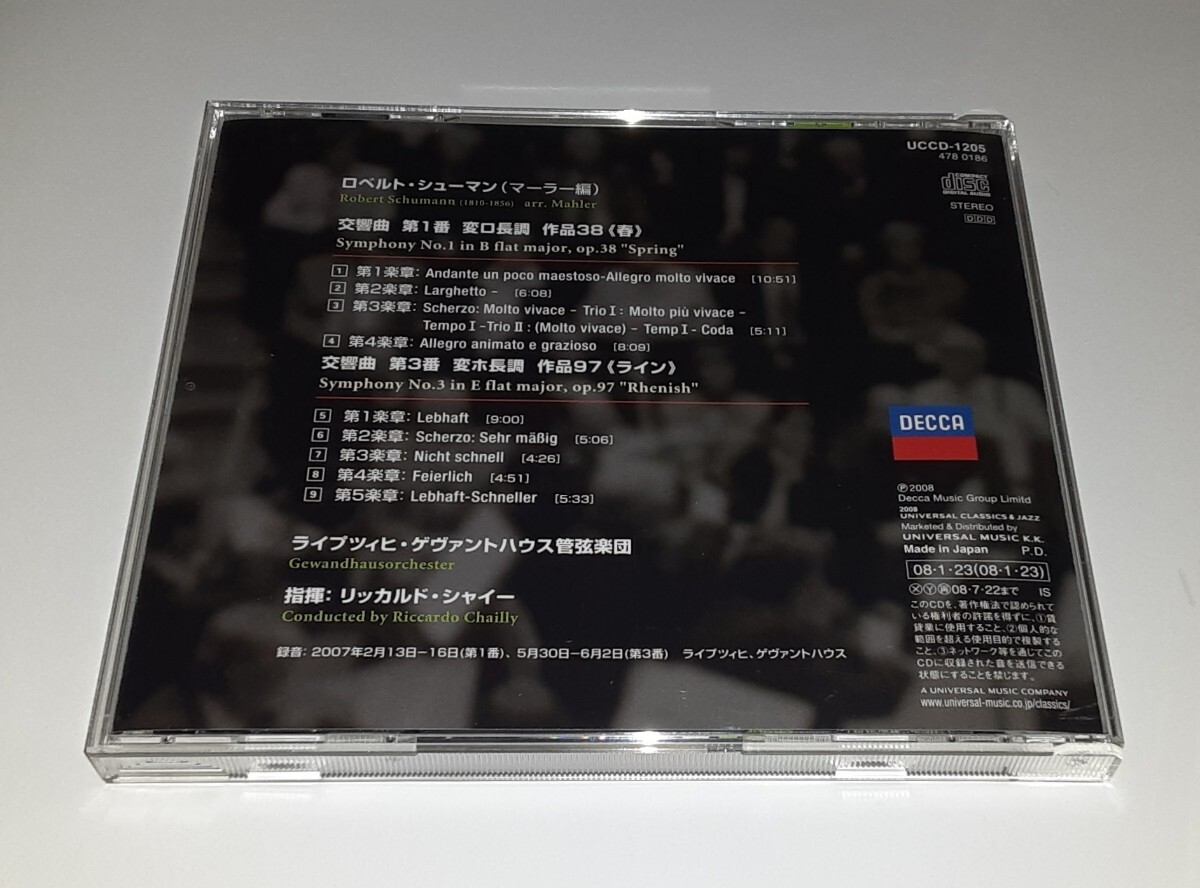 UCCD-1205
478 0186
COMPACT
disc
DIGITAL AUDIO
STEREO
DDD
ロベルト・シューマン(マーラー編)
Robert Schumann (1810-1856) arr. Mahler
交響曲 第1番 変ロ長調 作品38《春》
Symphony No.1 in B flat major, op.38 "Spring"
1 第1楽章: Andante un poco maestoso-Allegro molto vivace [10:51]
2 第2楽章: Larghetto - [6:08]
3 第3楽章: Scherzo: Molto vivace - Trio I : Molto più vivace -
Tempo I -Trio II : (Molto vivace) - Temp I - Coda [5:11]
4 第4楽章: Allegro animato e grazioso [8:09]
交響曲 第3番 変ホ長調 作品97《ライン》
Symphony No.3 in E flat major, op.97 "Rhenish"
5 第1楽章: Lebhaft [9:00]
6 第2楽章: Scherzo: Sehr mäßig [5:06]
7 第3楽章: Nicht schnell [4:26]
8 第4楽章: Feierlich [4:51]
9 第5楽章: Lebhaft-Schneller [5:33]
ライプツィヒ・ゲヴァントハウス管弦楽団
Gewandhausorchester
指揮: リッカルド・シャイー
Conducted by Riccardo Chailly
録音: 2007年2月13日-16日(第1番)、5月30日-6月2日(第3番) ライプツィヒ、ゲヴァントハウス
DECCA
℗2008
Decca Music Group Limitd
2008
UNIVERSAL CLASSICS & JAZZ
Marketed & Distributed by
UNIVERSAL MUSIC K.K.
Made in Japan P.D.
08・1・23(08・1・23)
ⓍⓎ㊢08・7・22まで IS
このCDを、著作権法で認められて
いる権利者の許諾を得ずに、①賃
貸業に使用すること、②個人的な
範囲を超える使用目的で複製する
こと、③ネットワーク等を通じてこの
CDに収録された音を送信できる
状態にすることを禁じます。
A UNIVERSAL MUSIC COMPANY
www.universal-music.co.jp/classics/